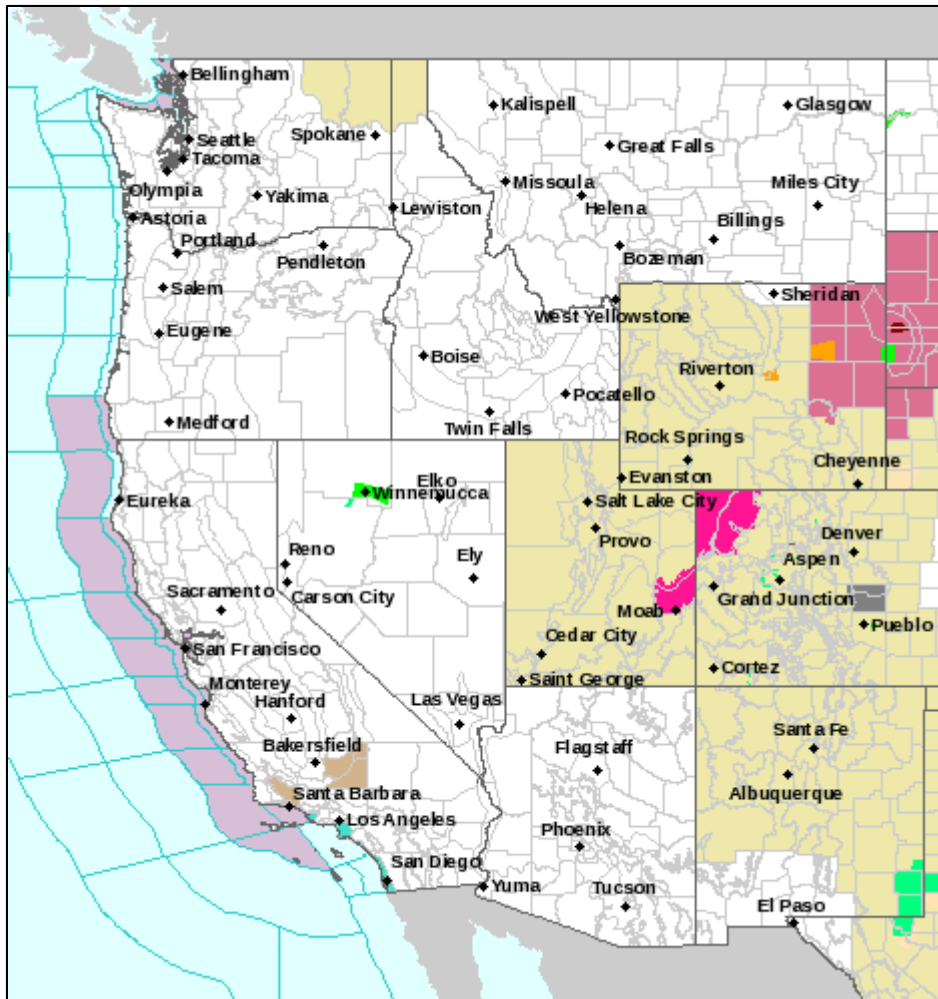 Bellingham
Kalispell
Glasgow
Seattle
Spokane
Great Falls
Tacoma
Olympia
Yakima
Missoula
Miles City
Astoria
Lewiston
Helena
Billings
Portland
Pendleton
Bozeman
Salem
Sheridan
West Yellowstone
Eugene
Boise
Riverton
Pocatello
Medford
Twin Falls
Rock Springs
Cheyenne
Evanston
Elko
Winnemucca
Eureka
Salt Lake City
Provo
Denver
Reno
Ely
Aspen
Carson City
Grand Junction
Sacramento
Moab
Pueblo
Cedar City
San Francisco
Cortez
Saint George
Monterey
Hanford
Las Vegas
Santa Fe
Bakersfield
Flagstaff
Albuquerque
Santa Barbara
Los Angeles
Phoenix
San Diego
Yuma
Tucson
El Paso